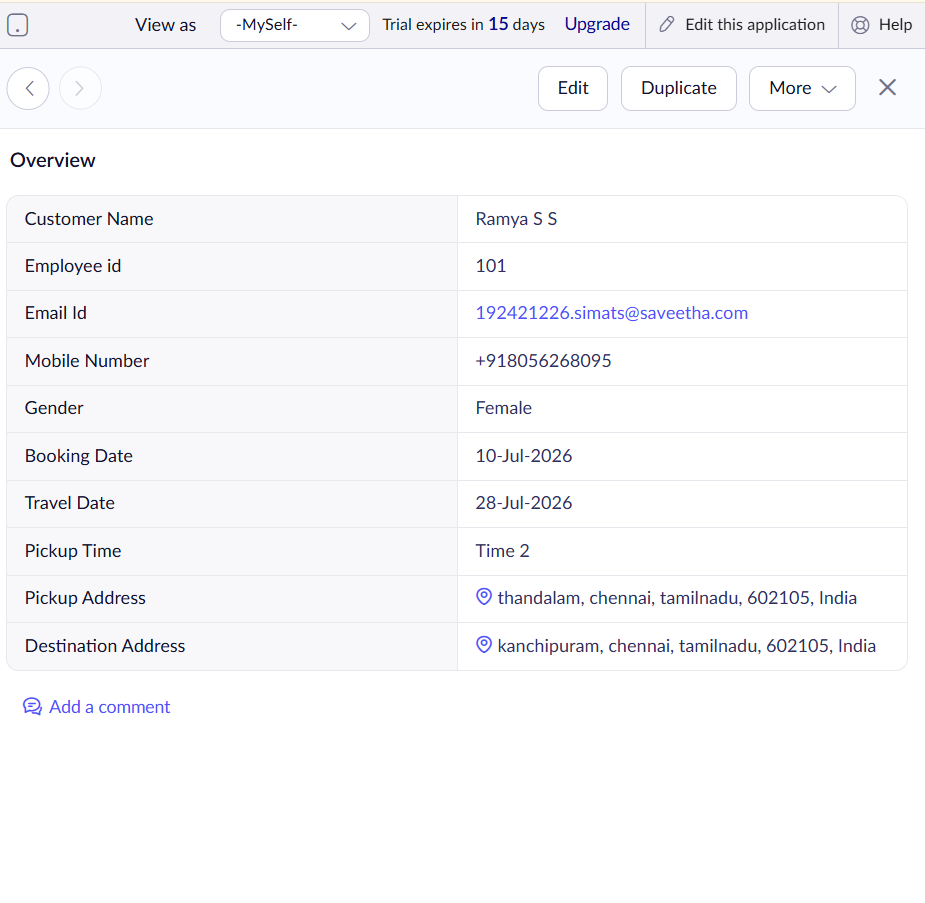 View as -MySelf- Trial expires in 15 days Upgrade Edit this application Help
Edit Duplicate More
Overview
Customer Name Ramya S S
Employee id 101
Email Id 192421226.simats@saveetha.com
Mobile Number +918056268095
Gender Female
Booking Date 10-Jul-2026
Travel Date 28-Jul-2026
Pickup Time Time 2
Pickup Address thandalam, chennai, tamilnadu, 602105, India
Destination Address kanchipuram, chennai, tamilnadu, 602105, India
Add a comment